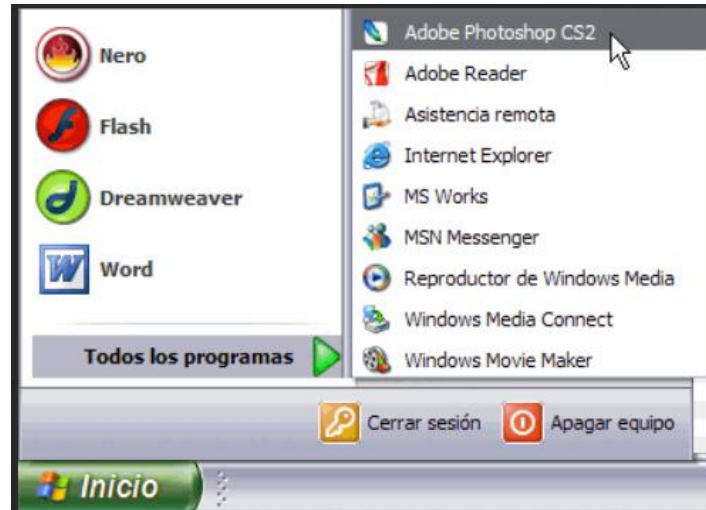 Nero
Flash
Dreamweaver
Word
Todos los programas
Adobe Photoshop CS2
Adobe Reader
Asistencia remota
Internet Explorer
MS Works
MSN Messenger
Reproductor de Windows Media
Windows Media Connect
Windows Movie Maker
Cerrar sesión
Apagar equipo
Inicio